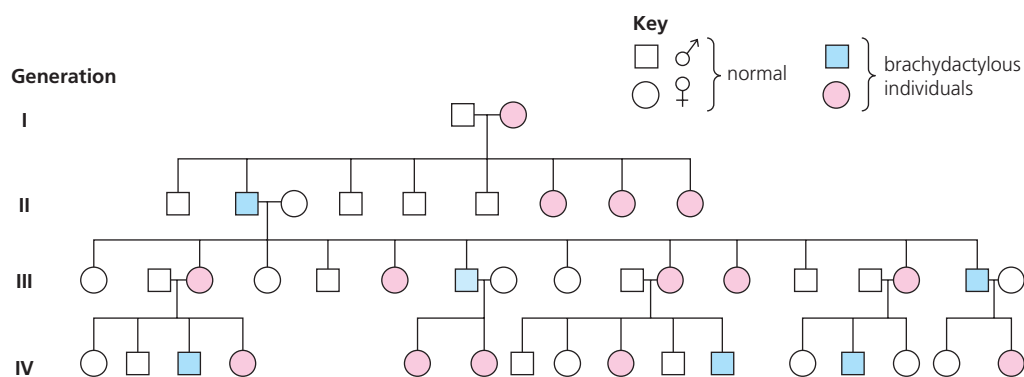 Key
normal
brachydactylous
individuals
Generation
I
II
III
IV